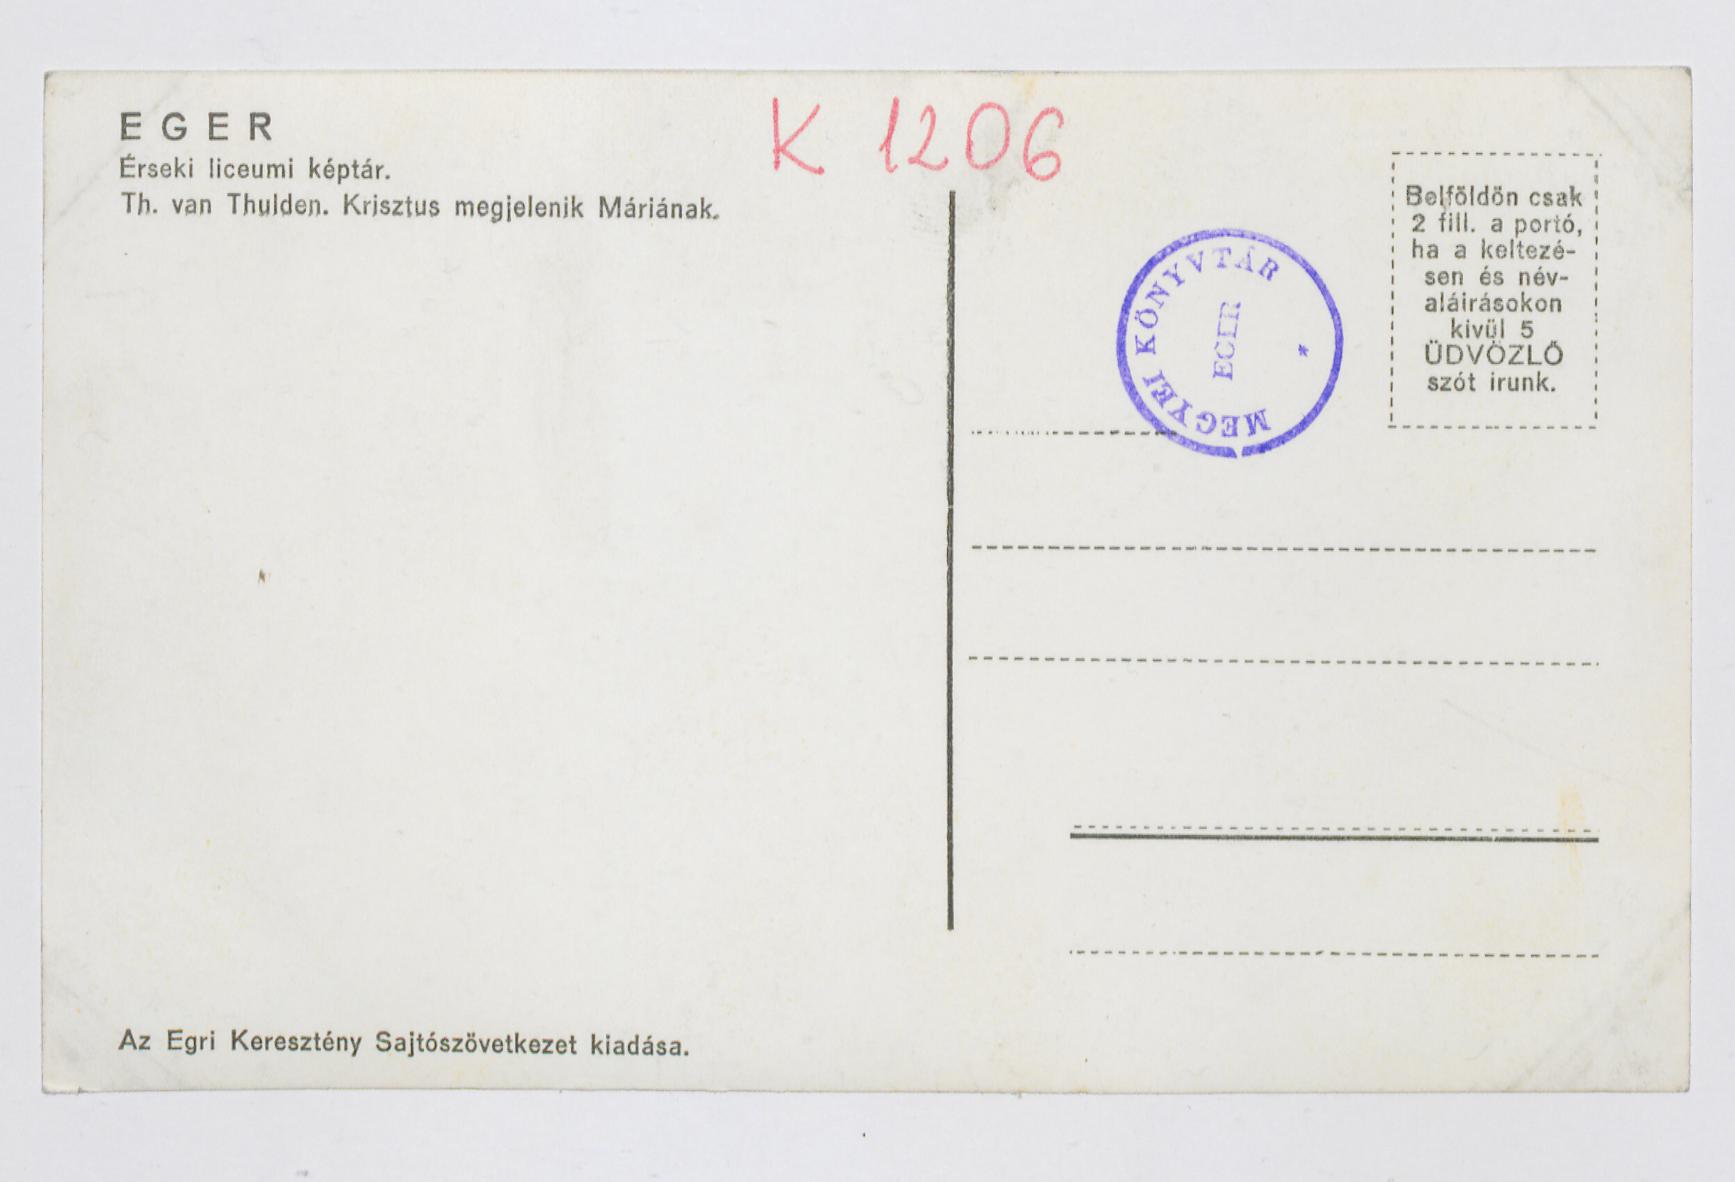 EGER
Érseki liceumi képtár.
Th. van Thulden. Krisztus megjelenik Máriának.
K 1206
MEGYEI KÖNYVTÁR
EGER
*
Belföldön csak
2 fill. a portó,
ha a keltezé-
sen és név-
aláirásokon
kivül 5
ÜDVÖZLŐ
szót irunk.
Az Egri Keresztény Sajtószövetkezet kiadása.